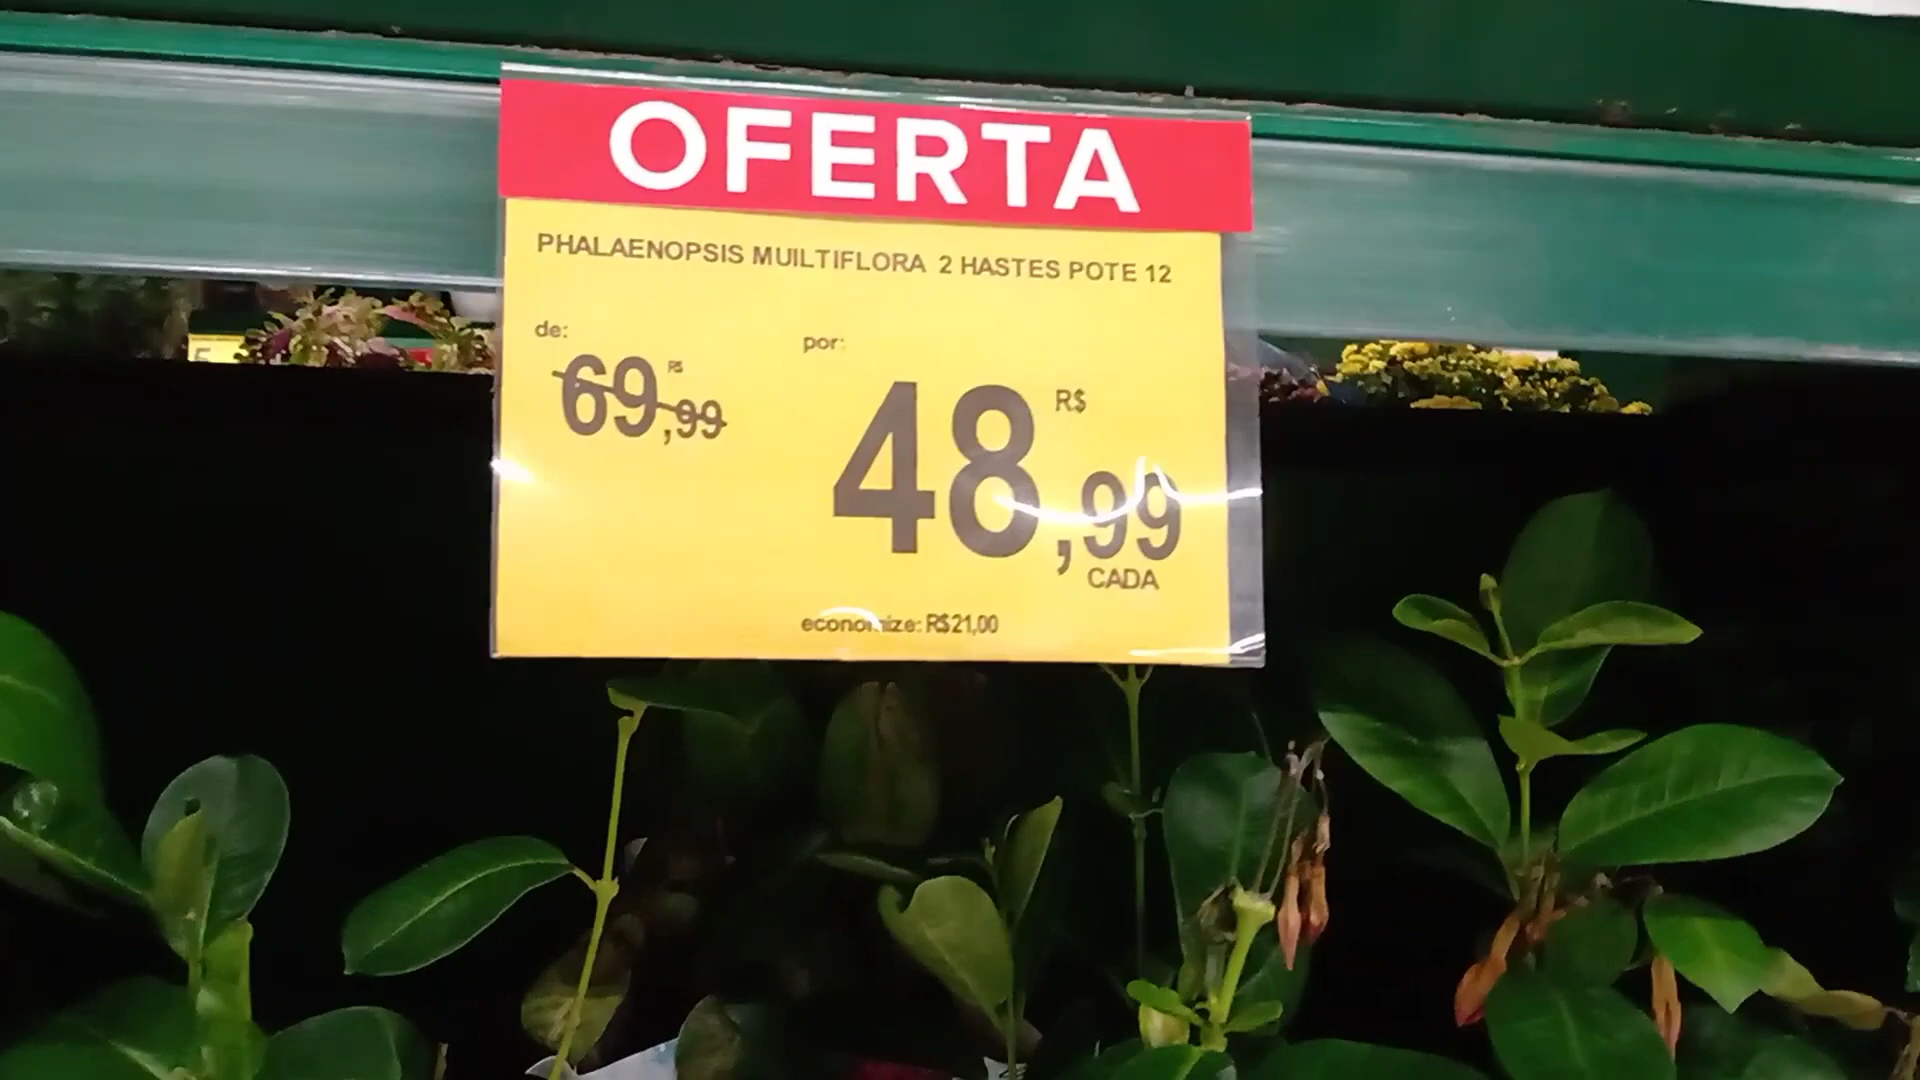 OFERTA
PHALAENOPSIS MUILTIFLORA 2 HASTES POTE 12
de:
R$ 69,99
por:
R$ 48,99
CADA
economize: R$21,00